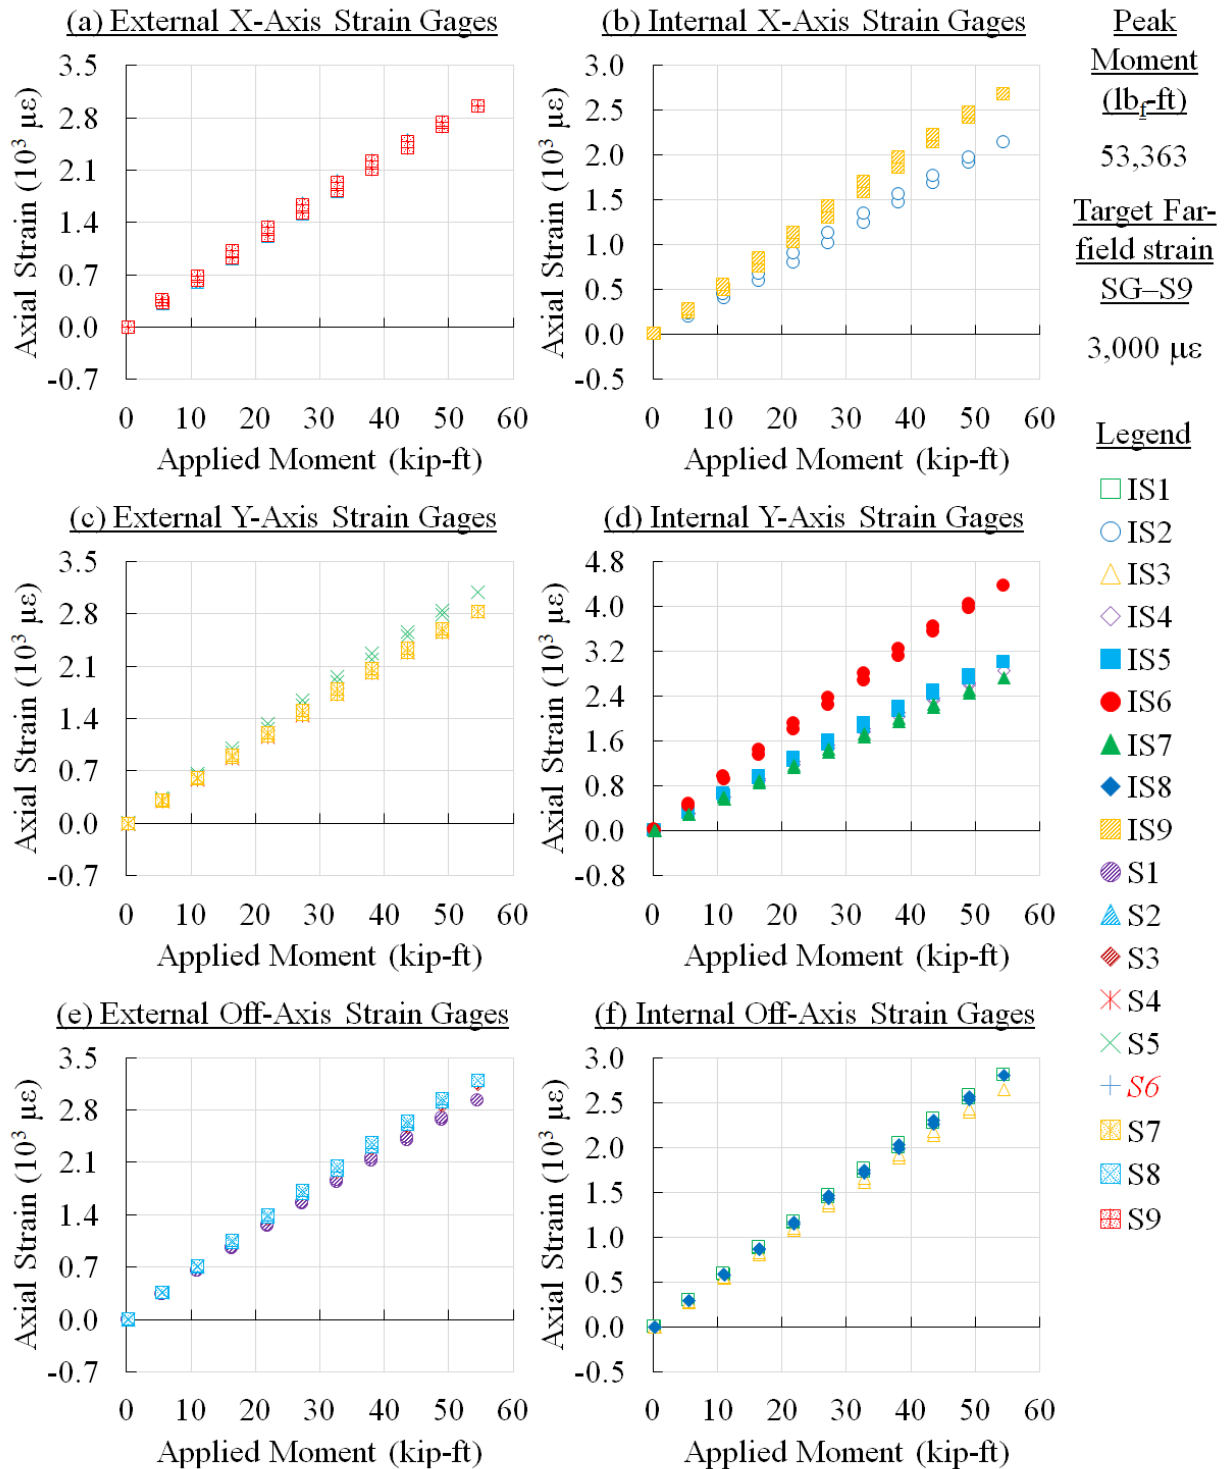 (a) External X-Axis Strain Gages
3.5
2.8
2.1
1.4
0.7
0.0
-0.7
Axial Strain (10³ µε)
0 10 20 30 40 50 60
Applied Moment (kip-ft)
(b) Internal X-Axis Strain Gages
3.0
2.5
2.0
1.5
1.0
0.5
0.0
-0.5
Axial Strain (10³ µε)
0 10 20 30 40 50 60
Applied Moment (kip-ft)
Peak
Moment
(lbf-ft)
53,363
Target Far-
field strain
SG–S9
3,000 µε
(c) External Y-Axis Strain Gages
3.5
2.8
2.1
1.4
0.7
0.0
-0.7
Axial Strain (10³ µε)
0 10 20 30 40 50 60
Applied Moment (kip-ft)
(d) Internal Y-Axis Strain Gages
4.8
4.0
3.2
2.4
1.6
0.8
0.0
-0.8
Axial Strain (10³ µε)
0 10 20 30 40 50 60
Applied Moment (kip-ft)
(e) External Off-Axis Strain Gages
3.5
2.8
2.1
1.4
0.7
0.0
-0.7
Axial Strain (10³ µε)
0 10 20 30 40 50 60
Applied Moment (kip-ft)
(f) Internal Off-Axis Strain Gages
3.0
2.5
2.0
1.5
1.0
0.5
0.0
-0.5
Axial Strain (10³ µε)
0 10 20 30 40 50 60
Applied Moment (kip-ft)
Legend
IS1
IS2
IS3
IS4
IS5
IS6
IS7
IS8
IS9
S1
S2
S3
S4
S5
S6
S7
S8
S9